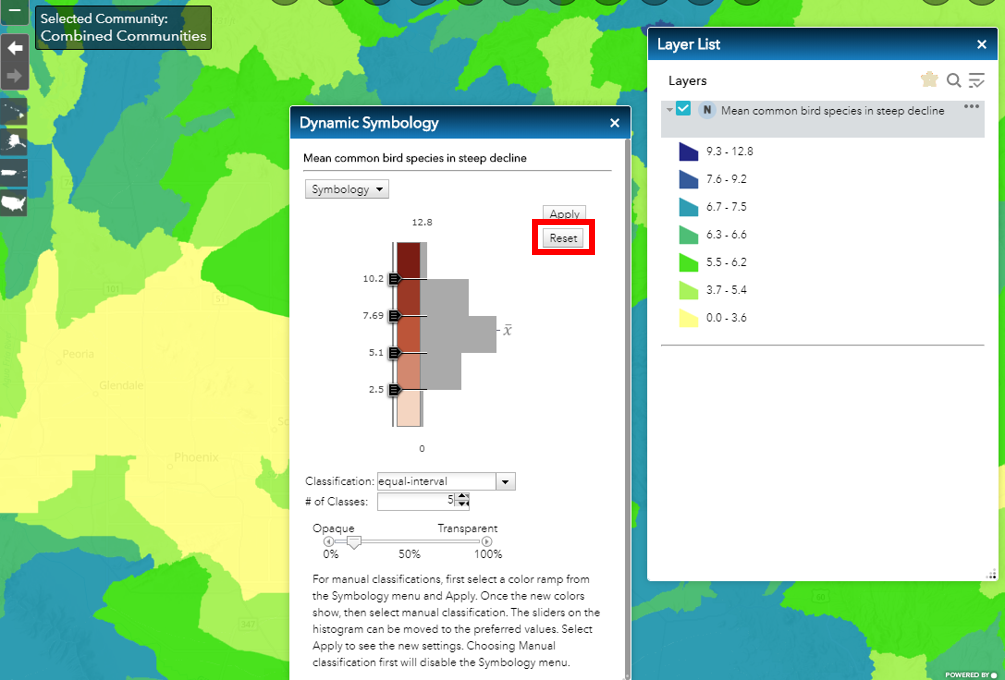 Selected Community:
Combined Communities
Layer List
Layers
N Mean common bird species in steep decline
9.3 - 12.8
7.6 - 9.2
6.7 - 7.5
6.3 - 6.6
5.5 - 6.2
3.7 - 5.4
0.0 - 3.6
Dynamic Symbology
Mean common bird species in steep decline
Symbology
Apply
Reset
12.8
10.2
7.69
x̄
5.1
2.5
0
Classification: equal-interval
# of Classes: 5
Opaque Transparent
0% 50% 100%
For manual classifications, first select a color ramp from
the Symbology menu and Apply. Once the new colors
show, then select manual classification. The sliders on the
histogram can be moved to the preferred values. Select
Apply to see the new settings. Choosing Manual
classification first will disable the Symbology menu.
101
51
Peoria
Glendale
Phoenix
347
60
POWERED BY